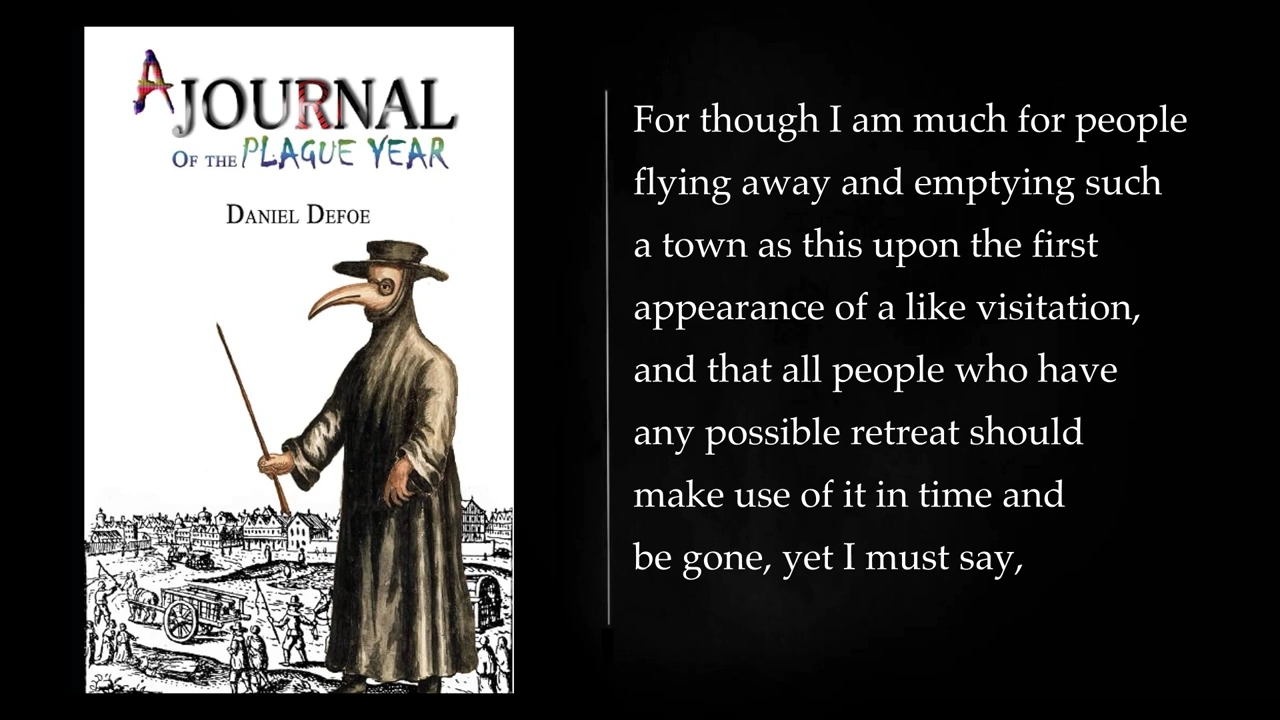 A JOURNAL
OF THE PLAGUE YEAR
DANIEL DEFOE
For though I am much for people
flying away and emptying such
a town as this upon the first
appearance of a like visitation,
and that all people who have
any possible retreat should
make use of it in time and
be gone, yet I must say,